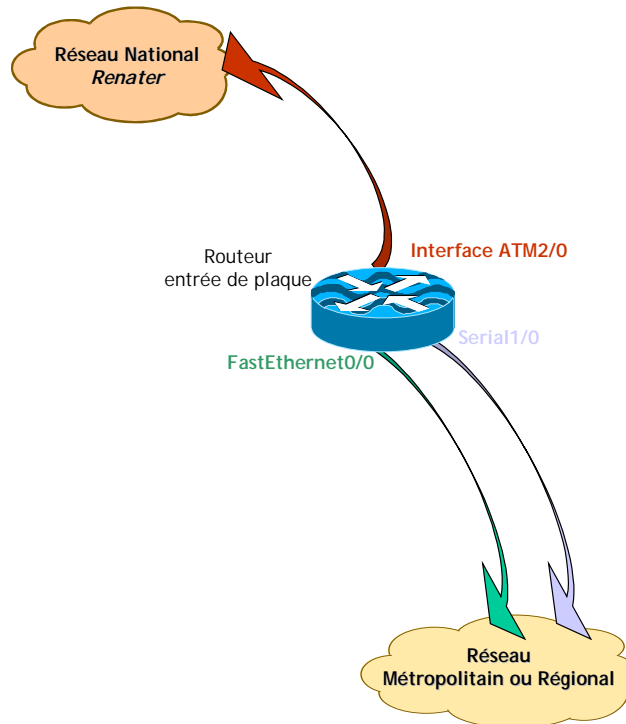 Réseau National
Renater
Interface ATM2/0
Routeur
entrée de plaque
Serial1/0
FastEthernet0/0
Réseau
Métropolitain ou Régional